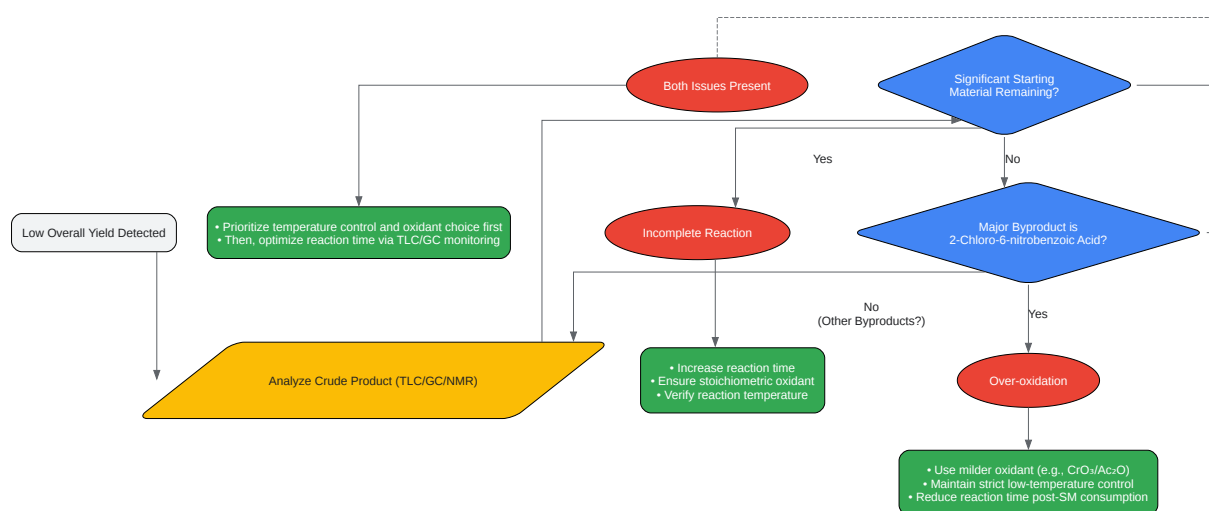 Both Issues Present
Significant Starting
Material Remaining?
Yes
No
Low Overall Yield Detected
• Prioritize temperature control and oxidant choice first
• Then, optimize reaction time via TLC/GC monitoring
Incomplete Reaction
Major Byproduct is
2-Chloro-6-nitrobenzoic Acid?
No
(Other Byproducts?)
Yes
Analyze Crude Product (TLC/GC/NMR)
• Increase reaction time
• Ensure stoichiometric oxidant
• Verify reaction temperature
Over-oxidation
• Use milder oxidant (e.g., CrO₃/Ac₂O)
• Maintain strict low-temperature control
• Reduce reaction time post-SM consumption